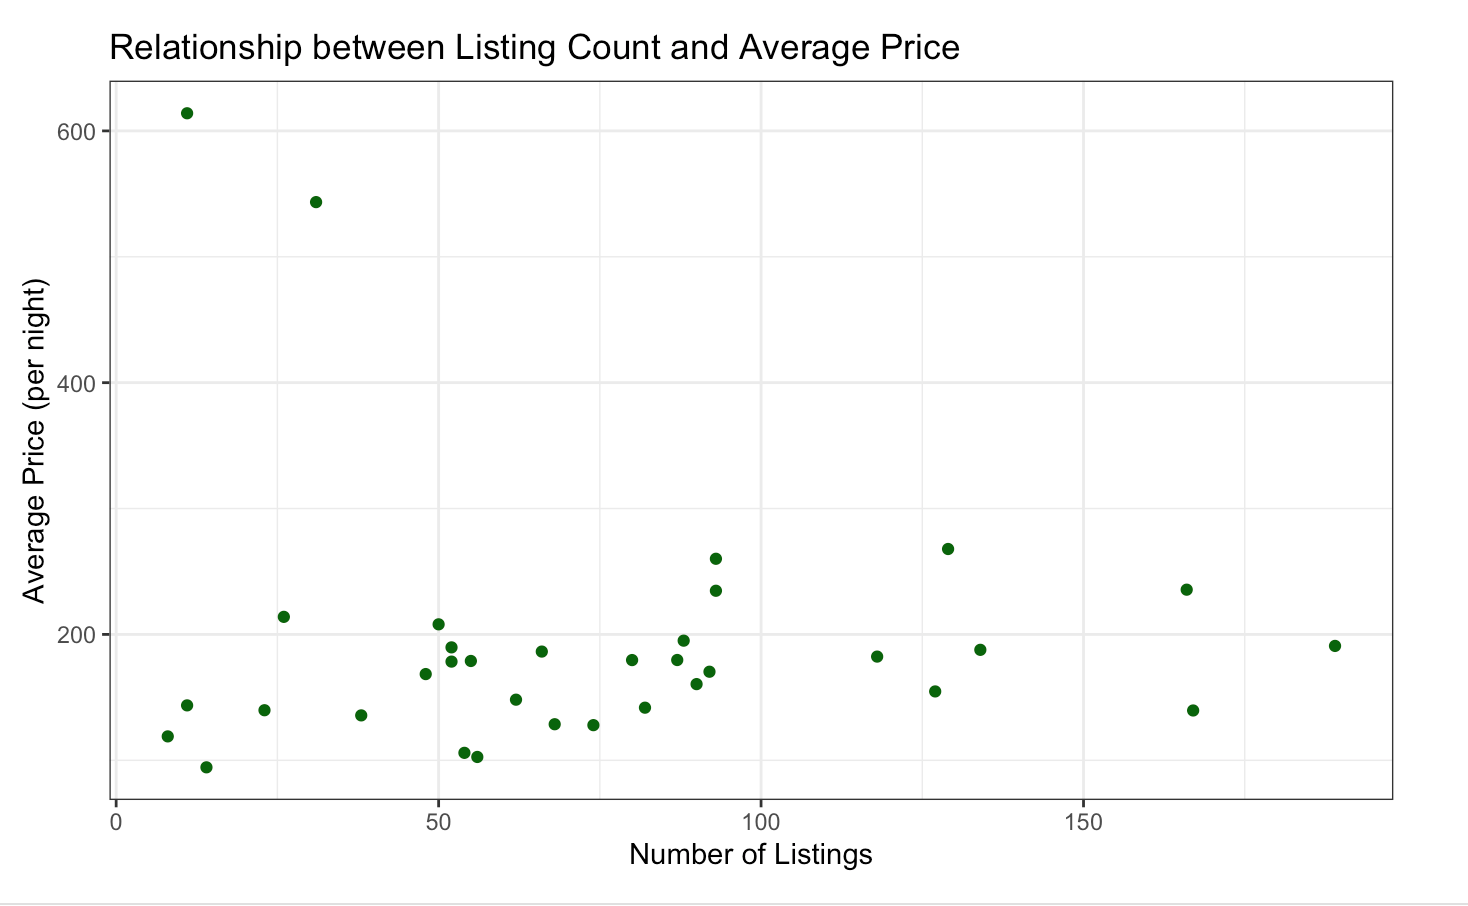 Relationship between Listing Count and Average Price
600
400
200
Average Price (per night)
0 50 100 150
Number of Listings